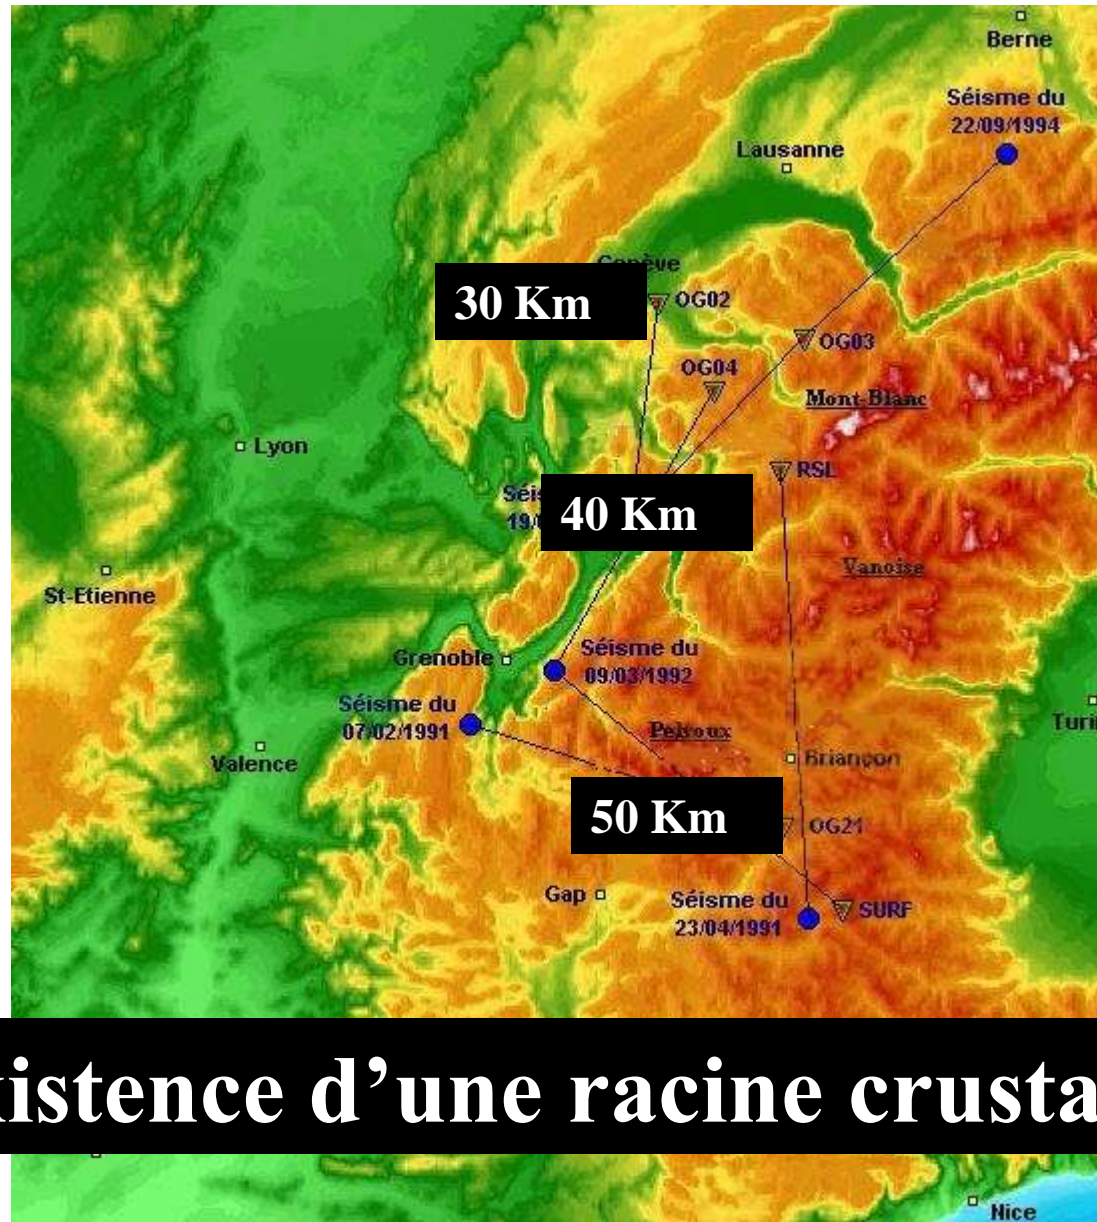 Berne
Séisme du
22/09/1994
Lausanne
30 Km
OG02
OG03
OG04
Mont-Blanc
Lyon
RSL
40 Km
Vanoise
St-Etienne
Grenoble
Séisme du
09/03/1992
Séisme du
07/02/1991
Pelvoux
Valence
Briançon
50 Km
OG21
Gap
Séisme du
23/04/1991
SURF
d’une racine
Nice